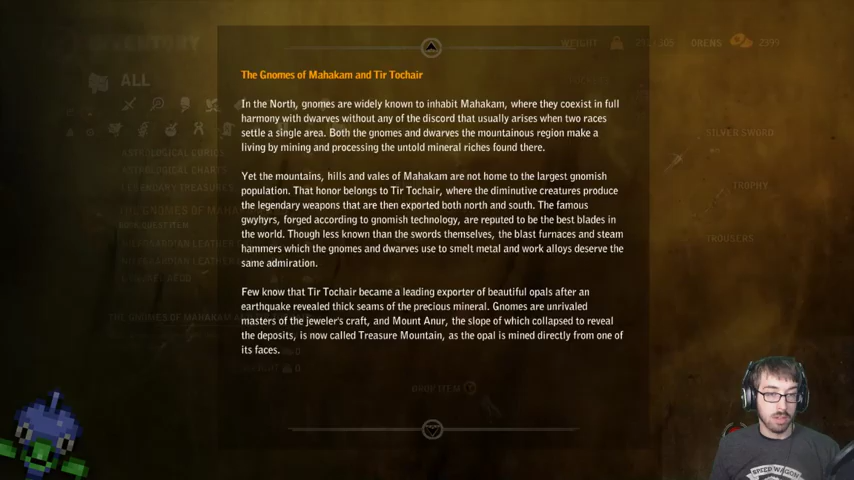 INVENTORY
WEIGHT
ORENS
2399
ALL
The Gnomes of Mahakam and Tir Tochair
In the North, gnomes are widely known to inhabit Mahakam, where they coexist in full
harmony with dwarves without any of the discord that usually arises when two races
settle a single area. Both the gnomes and dwarves the mountainous region make a
living by mining and processing the untold mineral riches found there.
SILVER SWORD
Yet the mountains, hills and vales of Mahakam are not home to the largest gnomish
population. That honor belongs to Tir Tochair, where the diminutive creatures produce
the legendary weapons that are then exported both north and south. The famous
gwyhyrs, forged according to gnomish technology, are reputed to be the best blades in
the world. Though less known than the swords themselves, the blast furnaces and steam
hammers which the gnomes and dwarves use to smelt metal and work alloys deserve the
same admiration.
TROPHY
TROUSERS
Few know that Tir Tochair became a leading exporter of beautiful opals after an
earthquake revealed thick seams of the precious mineral. Gnomes are unrivaled
masters of the jeweler's craft, and Mount Anur, the slope of which collapsed to reveal
the deposits, is now called Treasure Mountain, as the opal is mined directly from one of
its faces.
THE GNOMES OF MAHAKAM
DROP ITEM
SPEED WAGON